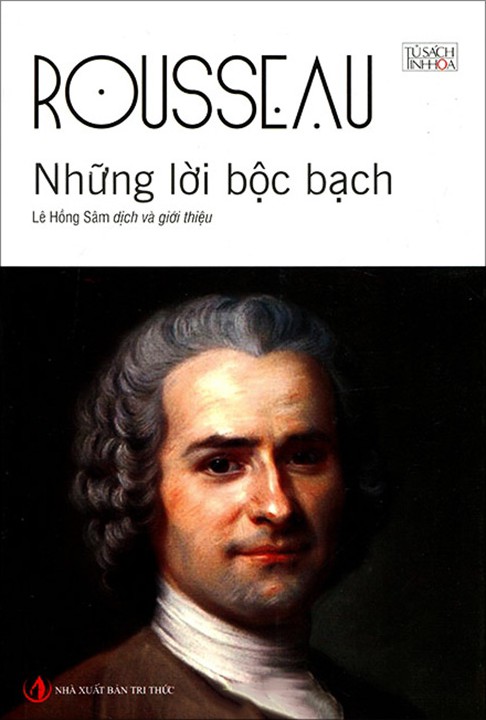 ROUSSEAU
TỦ SÁCH
TINH HOA
Những lời bộc bạch
Lê Hồng Sâm dịch và giới thiệu
NHÀ XUẤT BẢN TRI THỨC